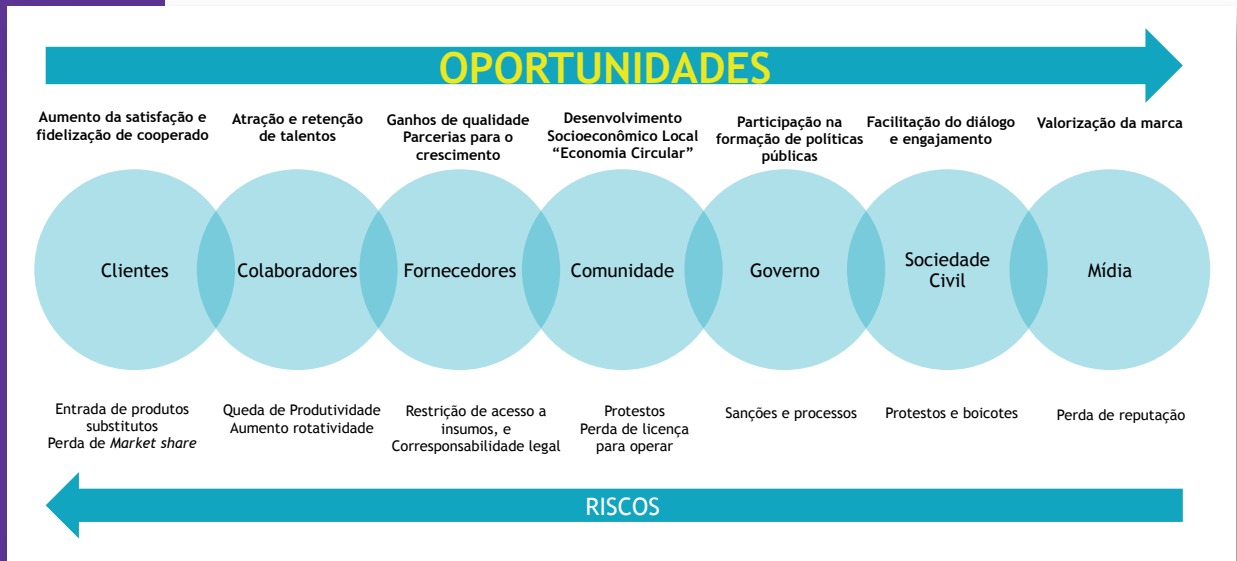 OPORTUNIDADES
Aumento da satisfação e
fidelização de cooperado
Atração e retenção
de talentos
Ganhos de qualidade
Parcerias para o
crescimento
Desenvolvimento
Socioeconômico Local
“Economia Circular”
Participação na
formação de políticas
públicas
Facilitação do diálogo
e engajamento
Valorização da marca
Clientes
Colaboradores
Fornecedores
Comunidade
Governo
Sociedade
Civil
Mídia
Entrada de produtos
substitutos
Perda de Market share
Queda de Produtividade
Aumento rotatividade
Restrição de acesso a
insumos, e
Corresponsabilidade legal
Protestos
Perda de licença
para operar
Sanções e processos
Protestos e boicotes
Perda de reputação
RISCOS